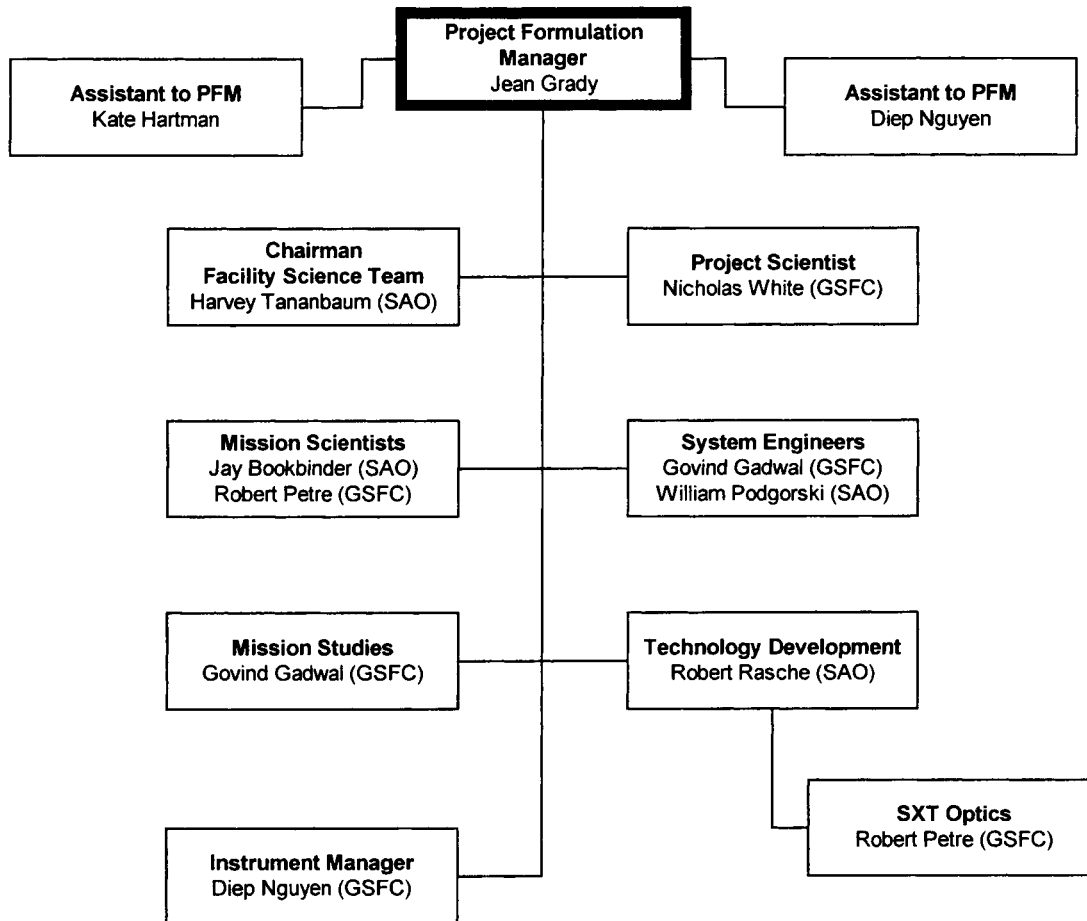 Project Formulation
Manager
Jean Grady
Assistant to PFM
Kate Hartman
Assistant to PFM
Diep Nguyen
Chairman
Facility Science Team
Harvey Tananbaum (SAO)
Project Scientist
Nicholas White (GSFC)
Mission Scientists
Jay Bookbinder (SAO)
Robert Petre (GSFC)
System Engineers
Govind Gadwal (GSFC)
William Podgorski (SAO)
Mission Studies
Govind Gadwal (GSFC)
Technology Development
Robert Rasche (SAO)
SXT Optics
Robert Petre (GSFC)
Instrument Manager
Diep Nguyen (GSFC)